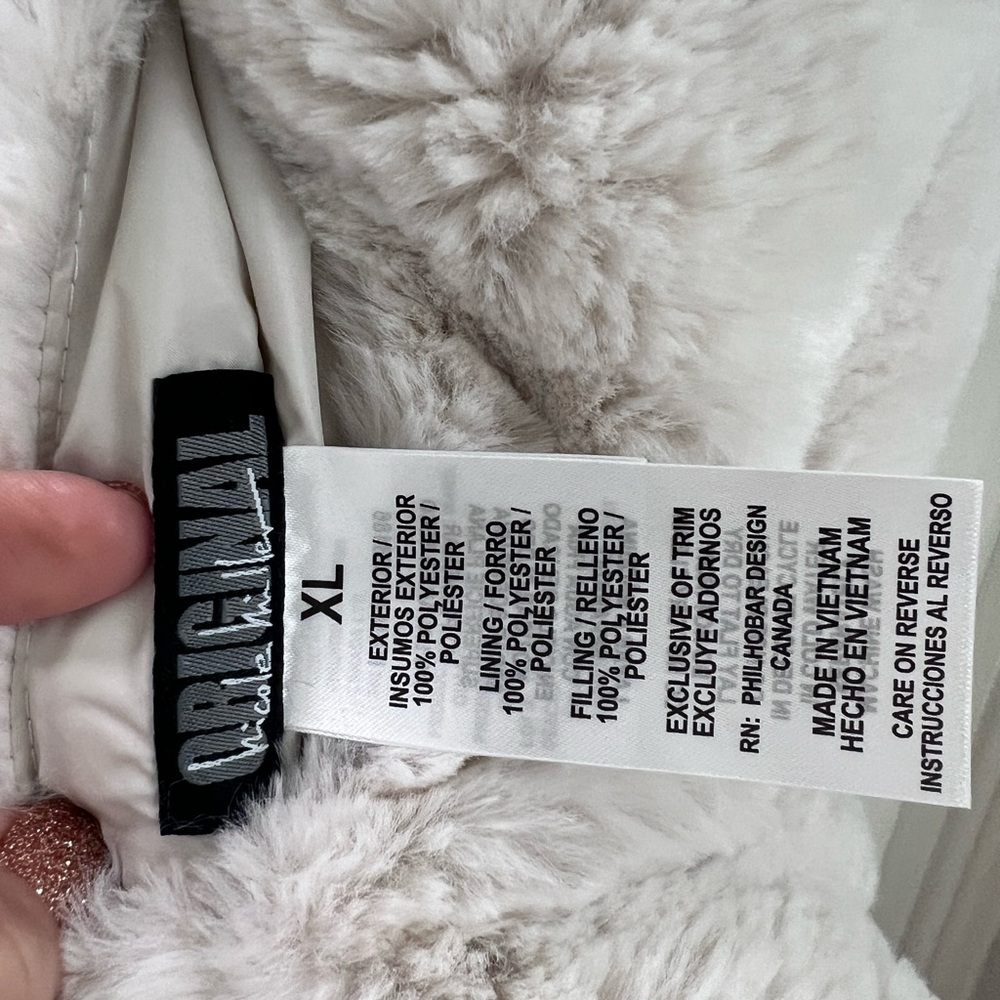 ORIGINAL
nicole miller
XL
EXTERIOR /
INSUMOS EXTERIOR
100% POLYESTER /
POLIÉSTER
LINING / FORRO
100% POLYESTER /
POLIÉSTER
FILLING / RELLENO
100% POLYESTER /
POLIÉSTER
EXCLUSIVE OF TRIM
EXCLUYE ADORNOS
RN: PHILHOBAR DESIGN
CANADA
MADE IN VIETNAM
HECHO EN VIETNAM
CARE ON REVERSE
INSTRUCCIONES AL REVERSO